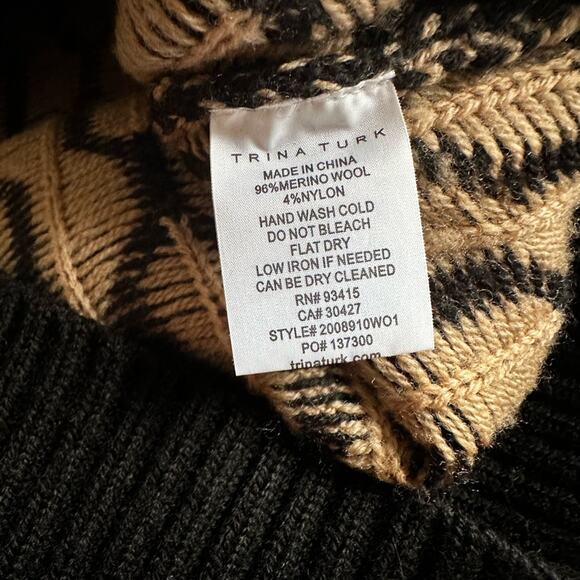 TRINA TURK
MADE IN CHINA
96%MERINO WOOL
4%NYLON
HAND WASH COLD
DO NOT BLEACH
FLAT DRY
LOW IRON IF NEEDED
CAN BE DRY CLEANED
RN# 93415
CA# 30427
STYLE# 2008910WO1
PO# 137300
trinaturk.com